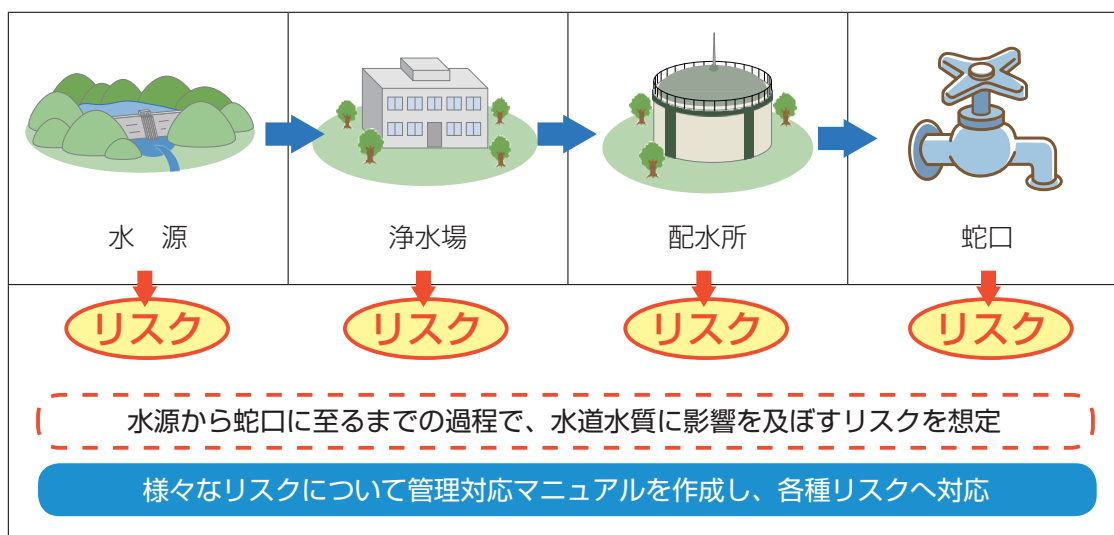 水　源
浄水場
配水所
蛇口
リスク
リスク
リスク
リスク
水源から蛇口に至るまでの過程で、水道水質に影響を及ぼすリスクを想定
様々なリスクについて管理対応マニュアルを作成し、各種リスクへ対応